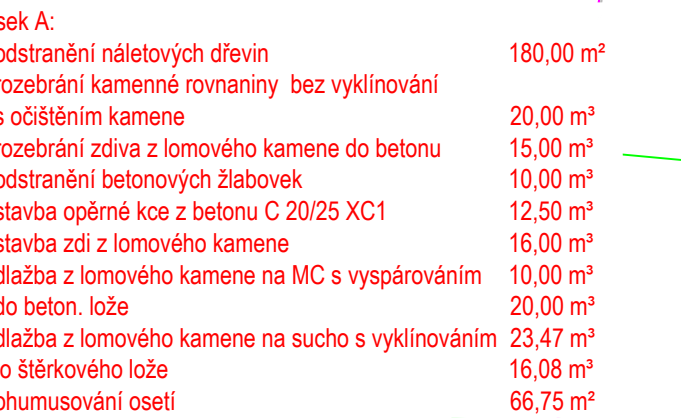 sek A:
odstranění náletových dřevin 180,00 m²
rozebrání kamenné rovnaniny bez vyklínování
s očištěním kamene 20,00 m³
rozebrání zdiva z lomového kamene do betonu 15,00 m³
odstranění betonových žlabovek 10,00 m³
stavba opěrné kce z betonu C 20/25 XC1 12,50 m³
stavba zdi z lomového kamene 16,00 m³
dlažba z lomového kamene na MC s vyspárováním 10,00 m³
do beton. lože 20,00 m³
dlažba z lomového kamene na sucho s vyklínováním 23,47 m³
o štěrkového lože 16,08 m³
ohumusování osetí 66,75 m²